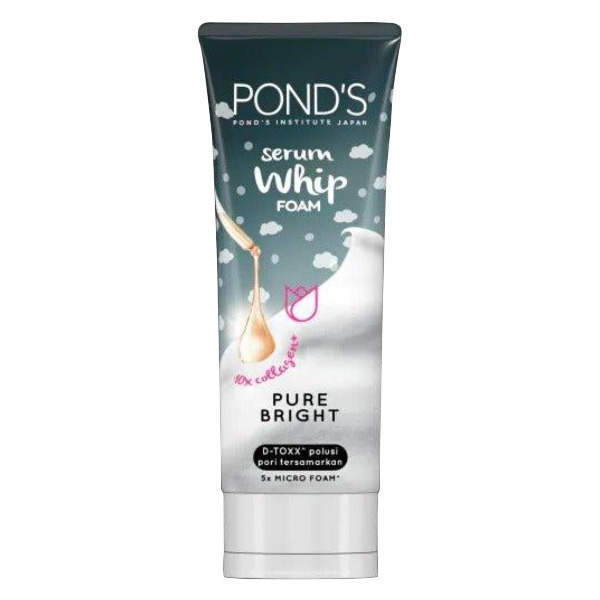 POND'S
POND'S INSTITUTE JAPAN
serum
Whip
FOAM
10x collagen+
PURE
BRIGHT
D-TOXX^ polusi
pori tersamarkan
5x MICRO FOAM*